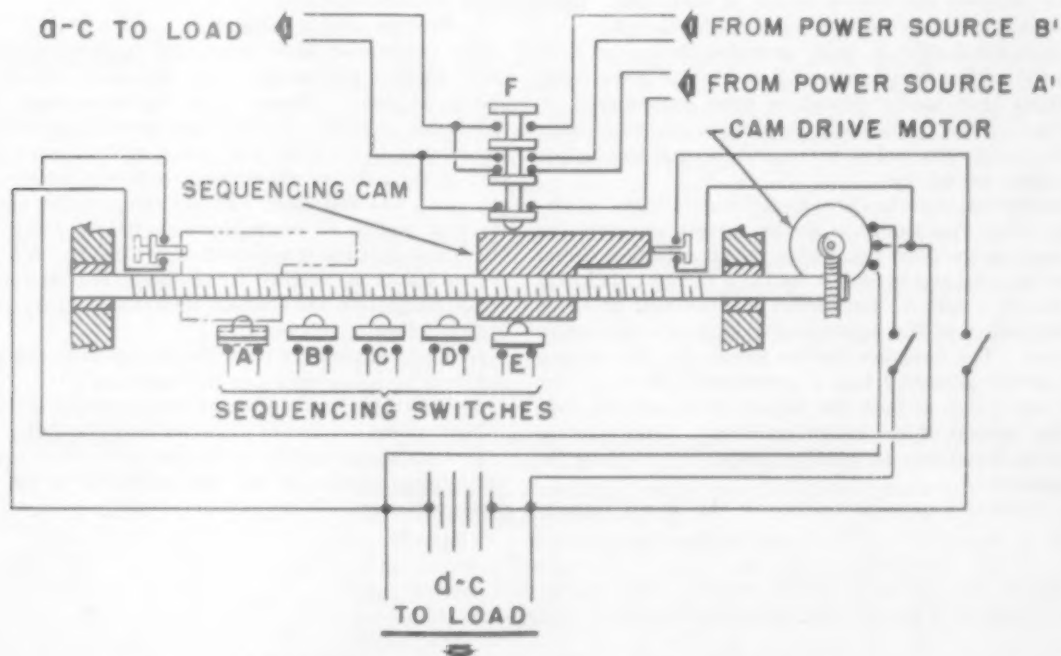 a-c TO LOAD
FROM POWER SOURCE B'
FROM POWER SOURCE A'
F
CAM DRIVE MOTOR
SEQUENCING CAM
A B C D E
SEQUENCING SWITCHES
d-c
TO LOAD